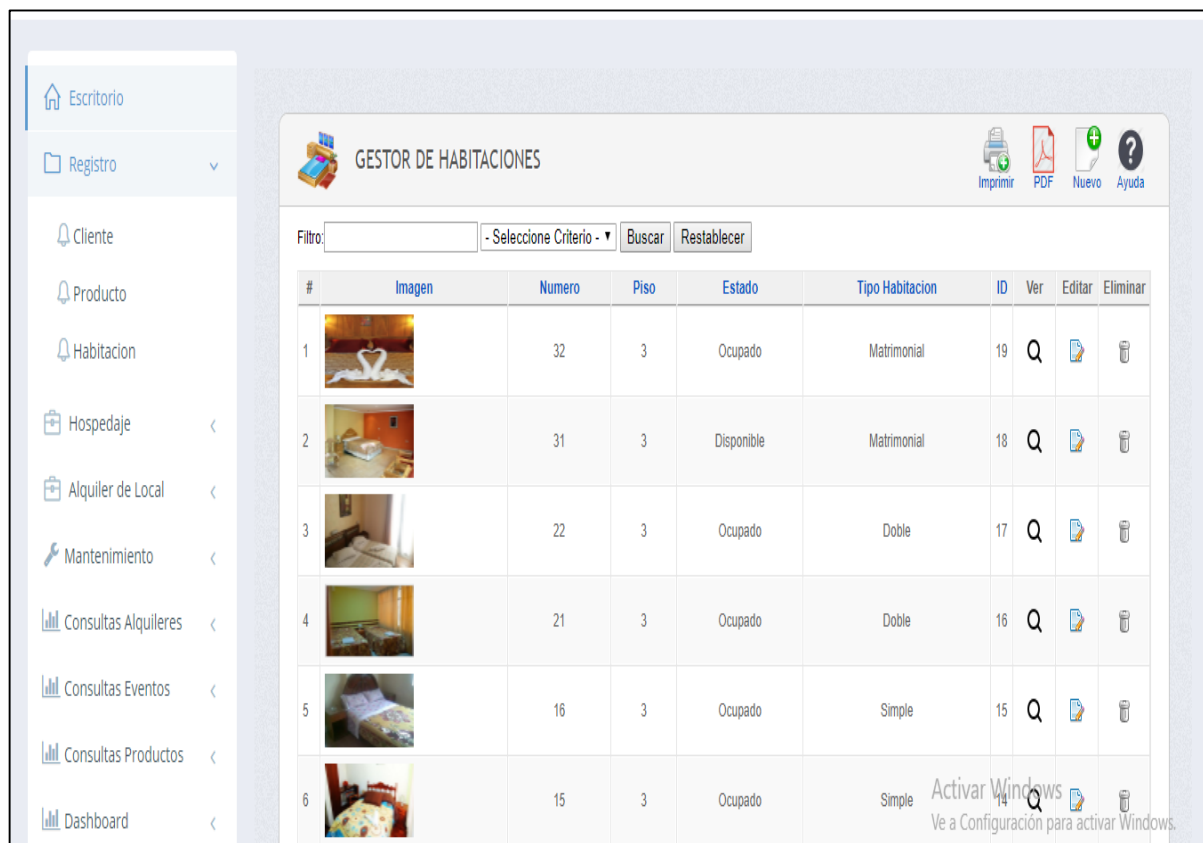 Escritorio
Registro
Cliente
Producto
Habitacion
Hospedaje
Alquiler de Local
Mantenimiento
Consultas Alquileres
Consultas Eventos
Consultas Productos
Dashboard
GESTOR DE HABITACIONES
Imprimir PDF Nuevo Ayuda
Filtro: - Seleccione Criterio - Buscar Restablecer
# Imagen Numero Piso Estado Tipo Habitacion ID Ver Editar Eliminar
1 32 3 Ocupado Matrimonial 19
2 31 3 Disponible Matrimonial 18
3 22 3 Ocupado Doble 17
4 21 3 Ocupado Doble 16
5 16 3 Ocupado Simple 15
6 15 3 Ocupado Simple 14
Activar Windows
Ve a Configuración para activar Windows.